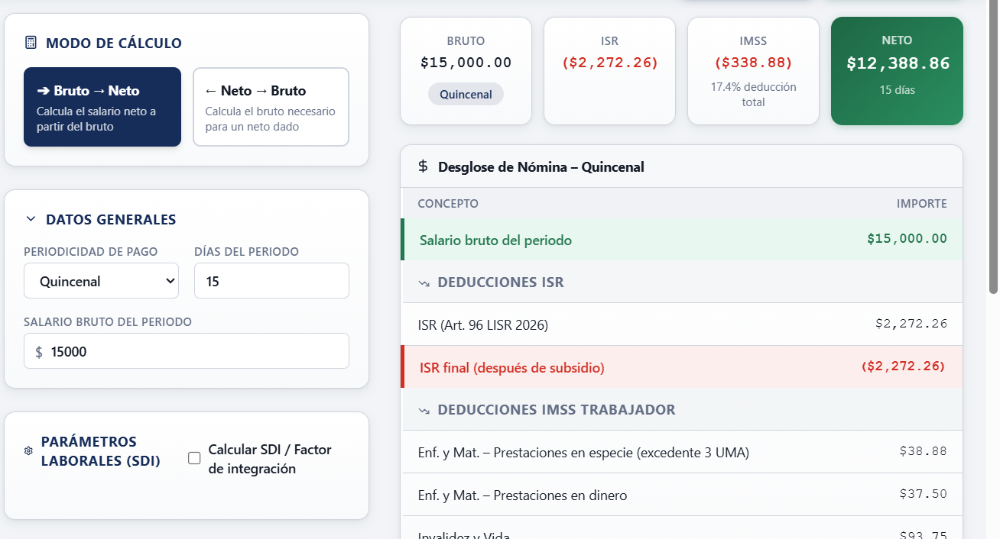 MODO DE CÁLCULO
➔ Bruto → Neto
Calcula el salario neto a
partir del bruto
← Neto → Bruto
Calcula el bruto necesario
para un neto dado
DATOS GENERALES
PERIODICIDAD DE PAGO
Quincenal
DÍAS DEL PERIODO
15
SALARIO BRUTO DEL PERIODO
$ 15000
PARÁMETROS
LABORALES (SDI)
Calcular SDI / Factor
de integración
BRUTO
$15,000.00
Quincenal
ISR
($2,272.26)
IMSS
($338.88)
17.4% deducción
total
NETO
$12,388.86
15 días
$ Desglose de Nómina – Quincenal
CONCEPTO IMPORTE
Salario bruto del periodo $15,000.00
DEDUCCIONES ISR
ISR (Art. 96 LISR 2026) $2,272.26
ISR final (después de subsidio) ($2,272.26)
DEDUCCIONES IMSS TRABAJADOR
Enf. y Mat. – Prestaciones en especie (excedente 3 UMA) $38.88
Enf. y Mat. – Prestaciones en dinero $37.50
Invalidez y Vida $93.75